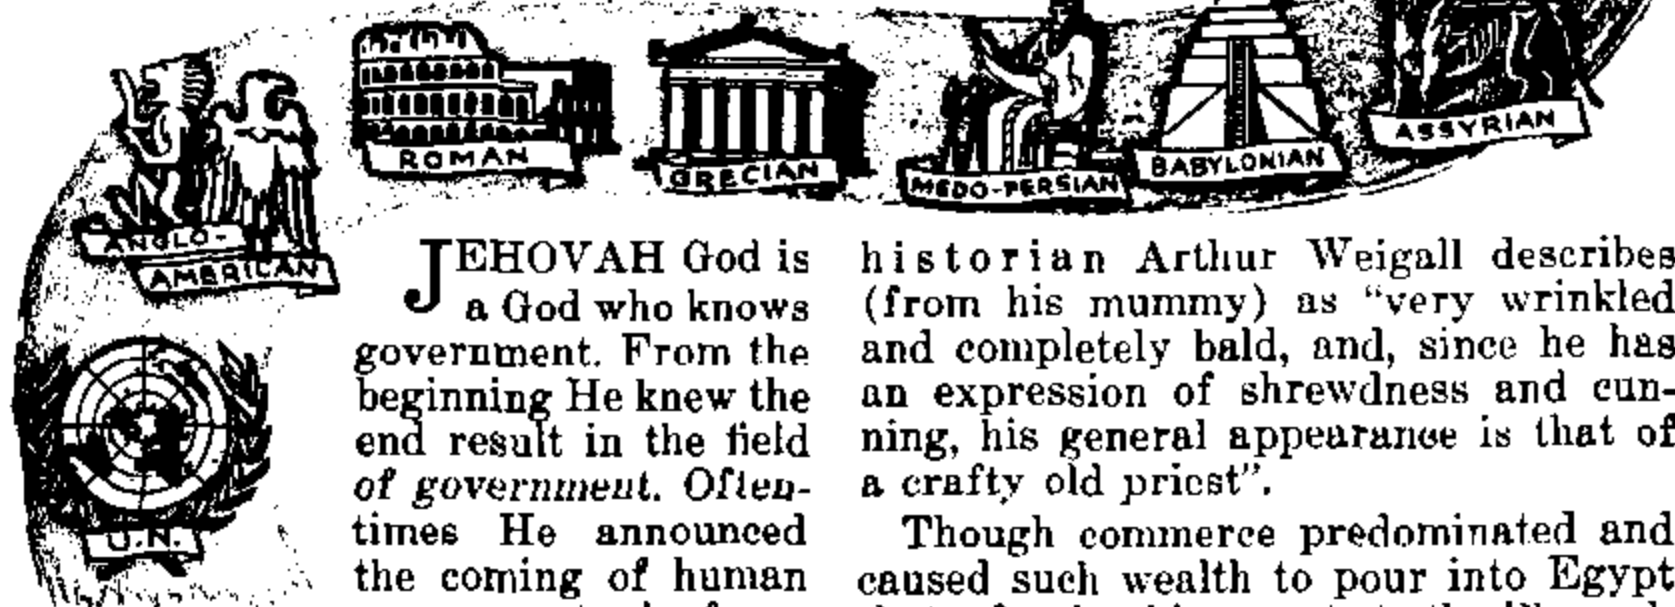 ROMAN
GRECIAN
MEDO-PERSIAN
BABYLONIAN
ASSYRIAN
ANGLO-
AMERICAN
U.N.
JEHOVAH God is
a God who knows
government. From the
beginning He knew the
end result in the field
of government. Often-
times He announced
the coming of human
historian Arthur Weigall describes
(from his mummy) as “very wrinkled
and completely bald, and, since he has
an expression of shrewdness and cun-
ning, his general appearance is that of
a crafty old priest”.
Though commerce predominated and
caused such wealth to pour into Egypt